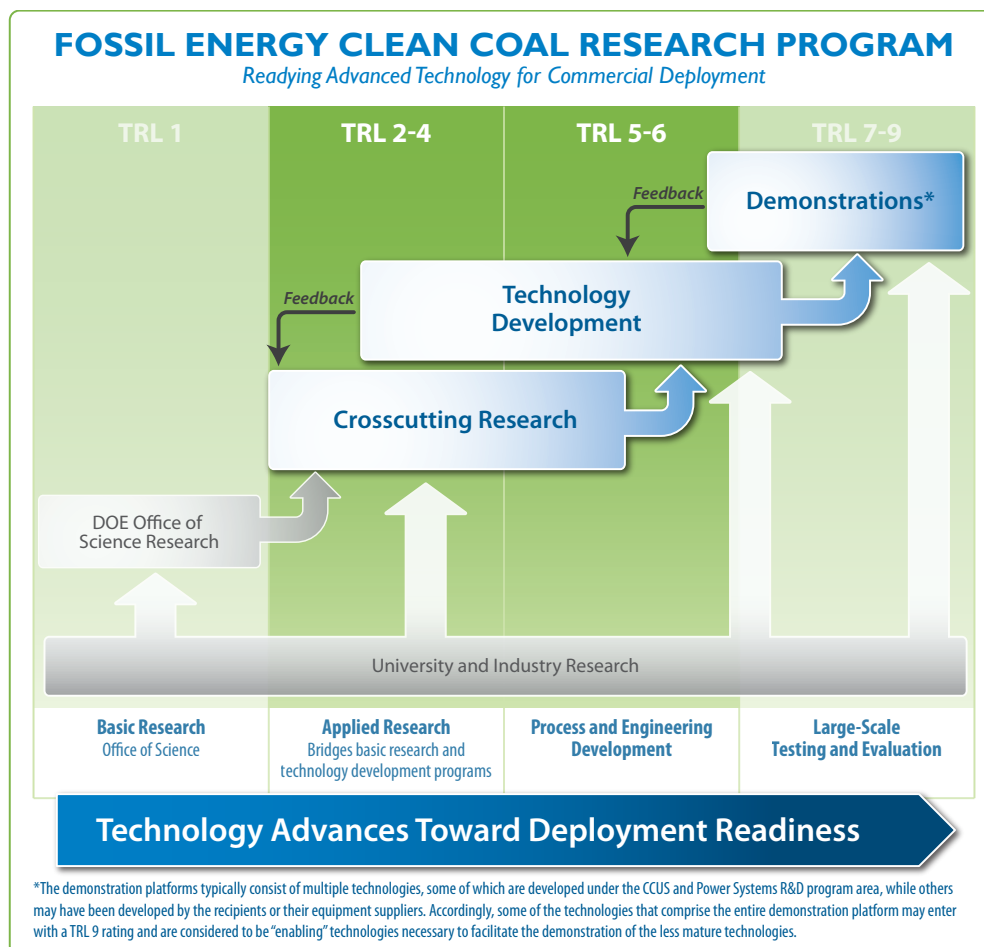 FOSSIL ENERGY CLEAN COAL RESEARCH PROGRAM
Readying Advanced Technology for Commercial Deployment
TRL 1
TRL 2-4
TRL 5-6
TRL 7-9
Demonstrations*
Feedback
Technology
Development
Feedback
Crosscutting Research
DOE Office of
Science Research
University and Industry Research
Basic Research
Office of Science
Applied Research
Bridges basic research and
technology development programs
Process and Engineering
Development
Large-Scale
Testing and Evaluation
Technology Advances Toward Deployment Readiness
*The demonstration platforms typically consist of multiple technologies, some of which are developed under the CCUS and Power Systems R&D program area, while others
may have been developed by the recipients or their equipment suppliers. Accordingly, some of the technologies that comprise the entire demonstration platform may enter
with a TRL 9 rating and are considered to be “enabling” technologies necessary to facilitate the demonstration of the less mature technologies.